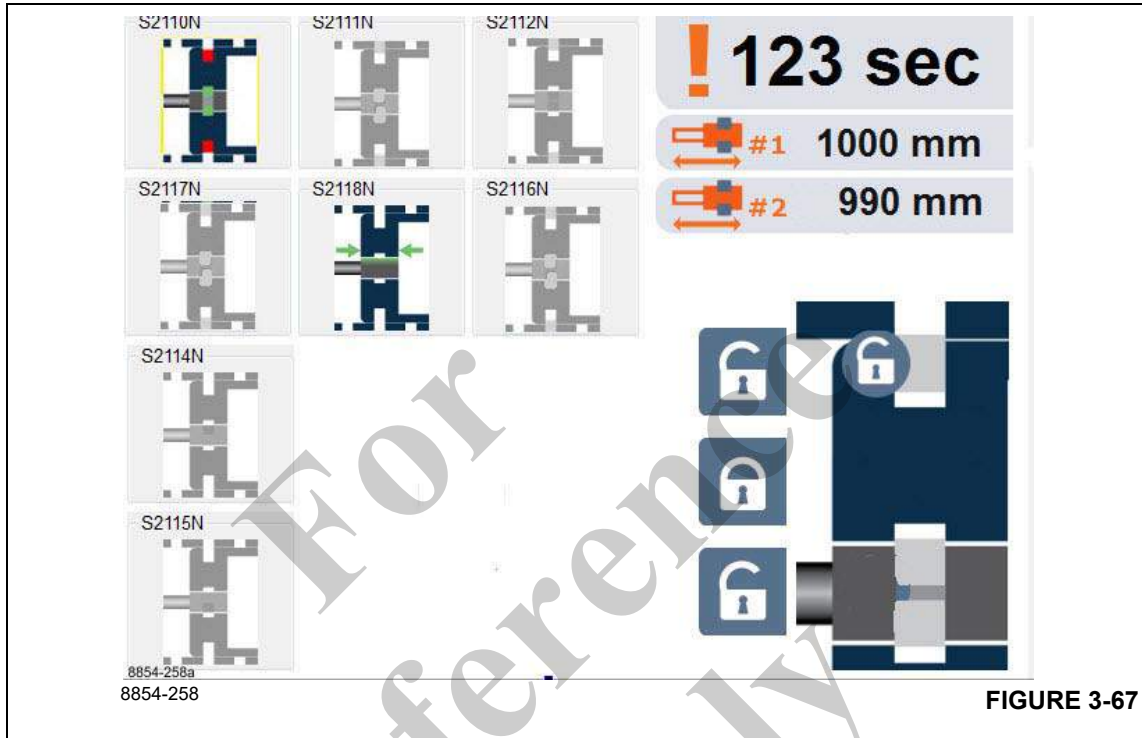 S2110N S2111N S2112N
! 123 sec
#1 1000 mm
S2117N S2118N S2116N
#2 990 mm
S2114N
S2115N
8854-258a
8854-258
FIGURE 3-67
For
Reference
Only